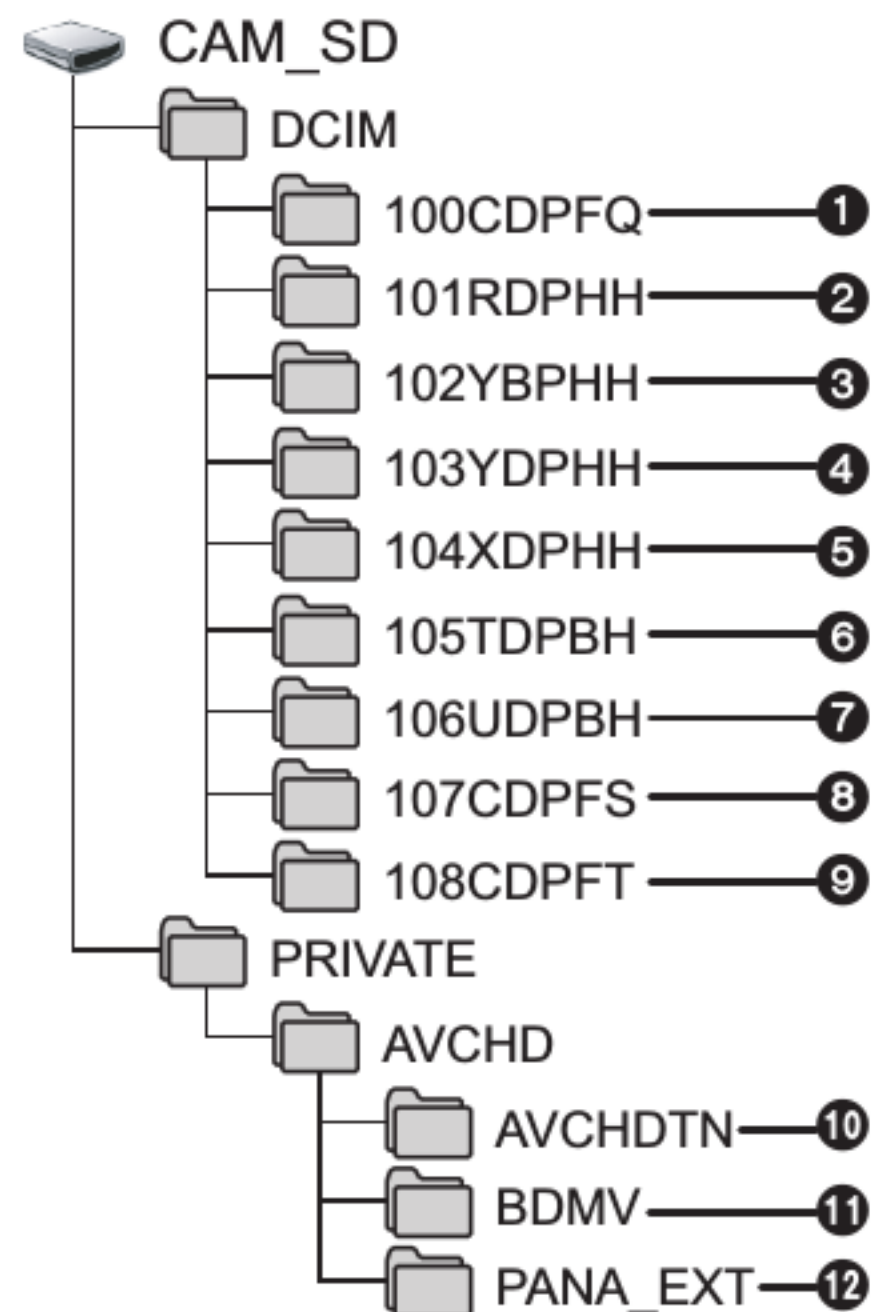 CAM_SD
DCIM
100CDPFQ 1
101RDPHH 2
102YBPHH 3
103YDPHH 4
104XDPHH 5
105TDPBH 6
106UDPBH 7
107CDPFS 8
108CDPFT 9
PRIVATE
AVCHD
AVCHDTN 10
BDMV 11
PANA_EXT 12